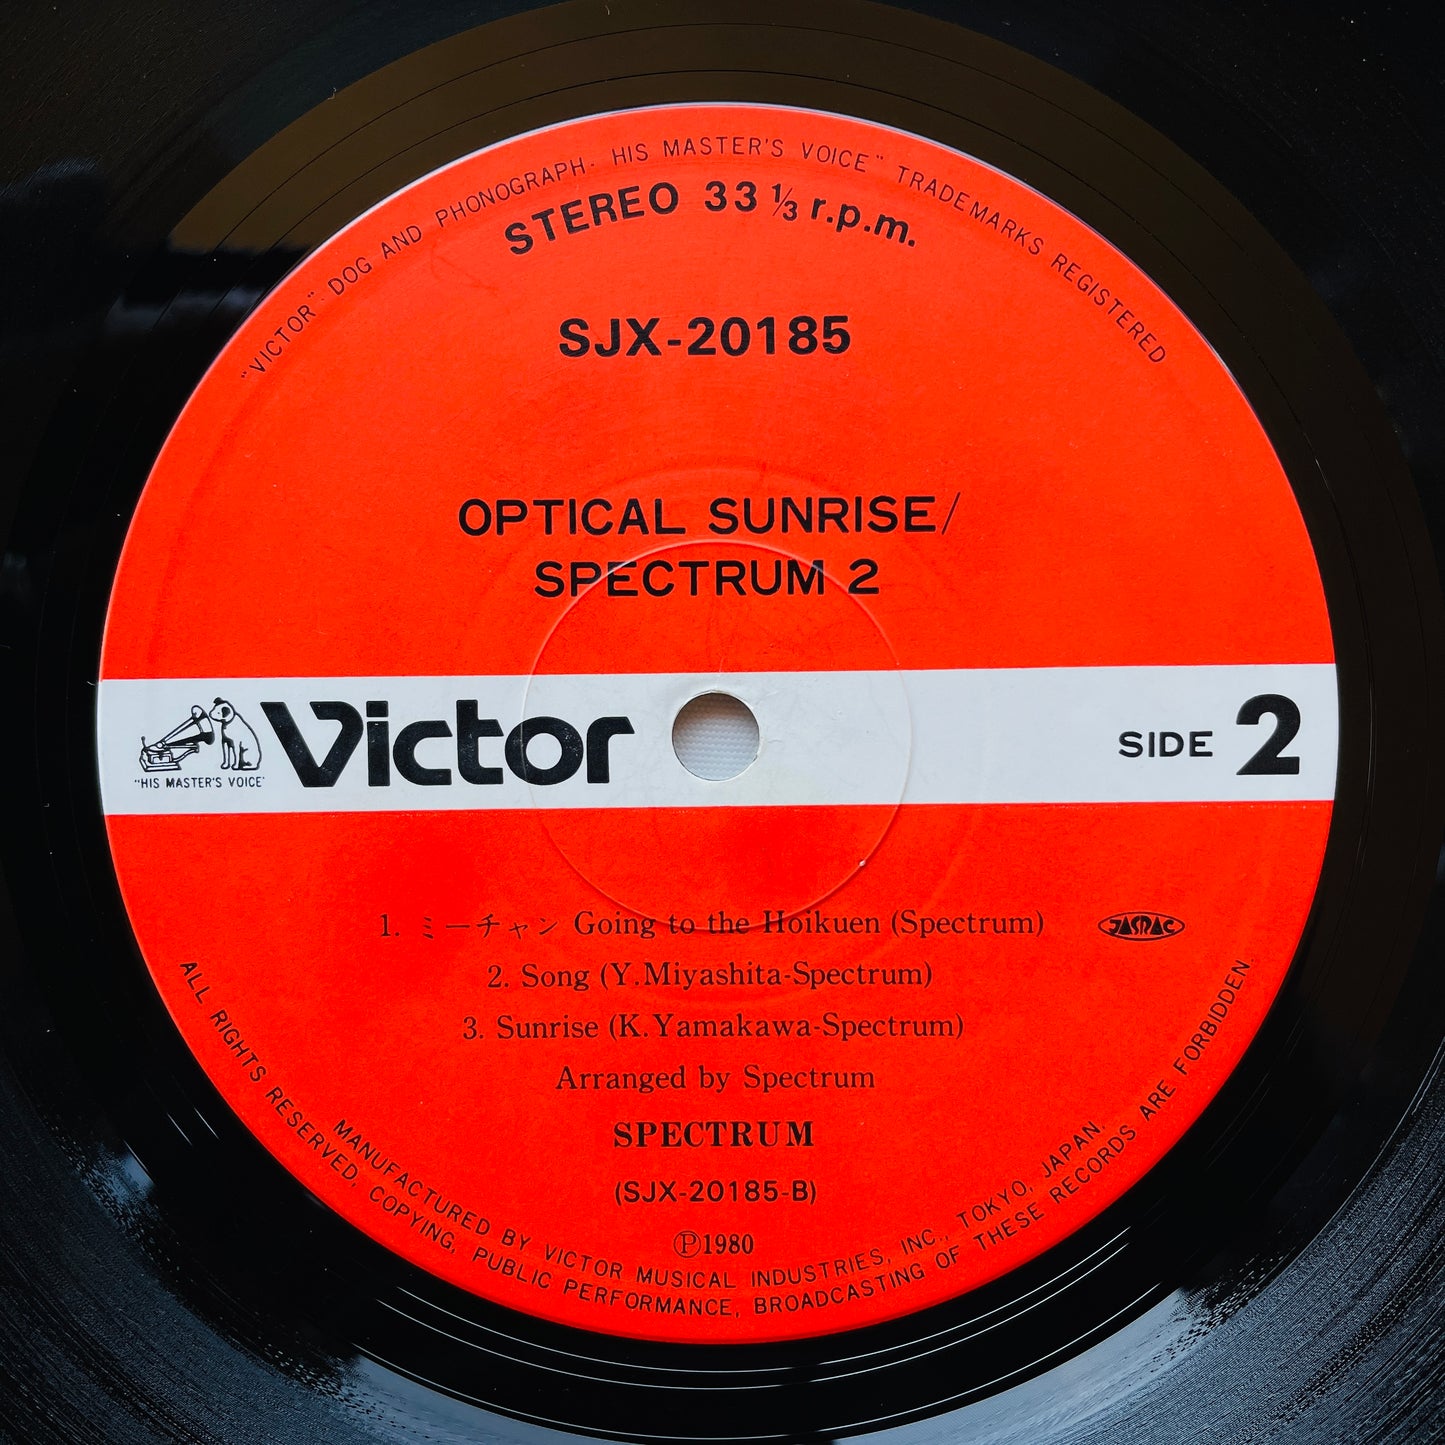 "VICTOR" · DOG AND PHONOGRAPH · HIS MASTER'S VOICE" TRADEMARKS REGISTERED
STEREO 33 1/3 r.p.m.
SJX-20185
OPTICAL SUNRISE/
SPECTRUM 2
"HIS MASTER'S VOICE"
Victor
SIDE 2
1. ミーチャン Going to the Hoikuen (Spectrum)
JASRAC
2. Song (Y.Miyashita-Spectrum)
3. Sunrise (K.Yamakawa-Spectrum)
Arranged by Spectrum
SPECTRUM
(SJX-20185-B)
Ⓟ1980
MANUFACTURED BY VICTOR MUSICAL INDUSTRIES, INC., TOKYO, JAPAN.
ALL RIGHTS RESERVED, COPYING, PUBLIC PERFORMANCE, BROADCASTING OF THESE RECORDS ARE FORBIDDEN.